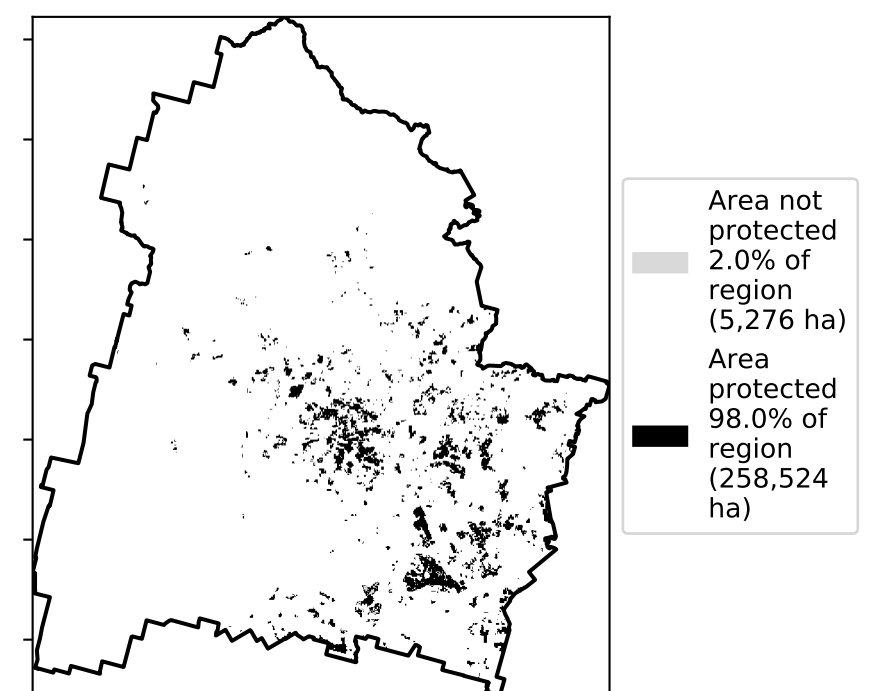 Area not
protected
2.0% of
region
(5,276 ha)
Area
protected
98.0% of
region
(258,524
ha)